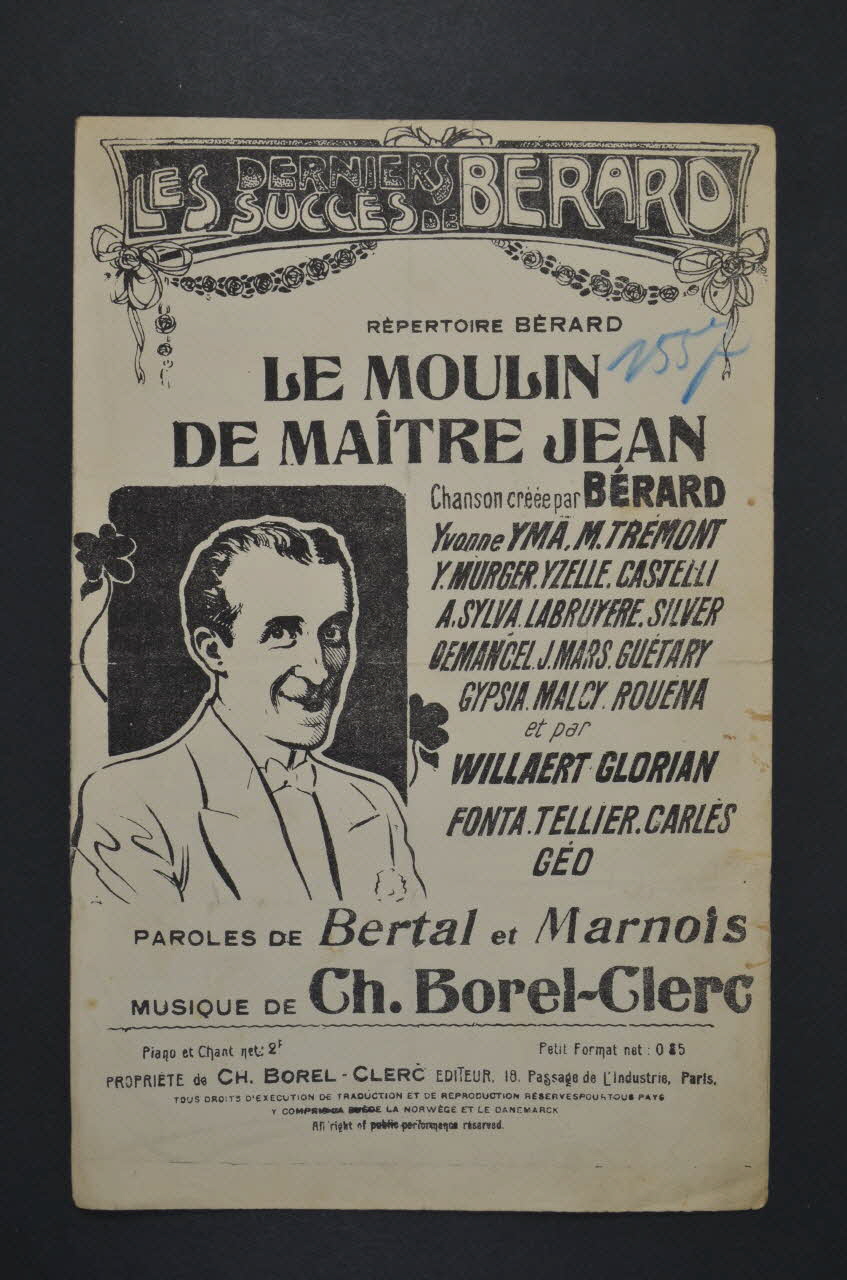 LES DERNIERS SUCCÈS DE BÉRARD
RÉPERTOIRE BÉRARD
LE MOULIN
DE MAÎTRE JEAN
Chanson créée par BÉRARD
Yvonne YMA. M. TRÉMONT
Y. MURGER. YZELLE. CASTELLI
A. SYLVA. LABRUYERE. SILVER
DEMANCEL. J. MARS. GUÉTARY
GYPSIA. MALCY. ROUENA
et par
WILLAERT GLORIAN
FONTA. TELLIER. CARLÈS
GÉO
PAROLES DE Bertal et Marnois
MUSIQUE DE Ch. Borel-Clerc
Piano et Chant net: 2F
Petit Format net: 0 85
PROPRIÉTÉ de CH. BOREL-CLERC EDITEUR, 18, Passage de L'Industrie, Paris.
TOUS DROITS D'EXECUTION DE TRADUCTION ET DE REPRODUCTION RÉSERVES POUR TOUS PAYS
Y COMPRIS LA SUÈDE LA NORWÈGE ET LE DANEMARCK
All right of public performance reserved.